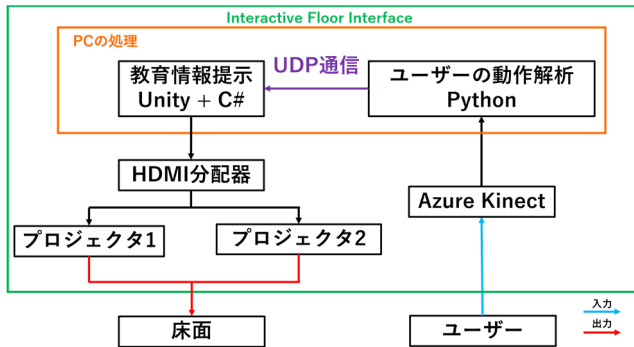 Interactive Floor Interface
PCの処理
教育情報提示
Unity + C#
UDP通信
ユーザーの動作解析
Python
HDMI分配器
Azure Kinect
プロジェクタ1
プロジェクタ2
入力
出力
床面
ユーザー